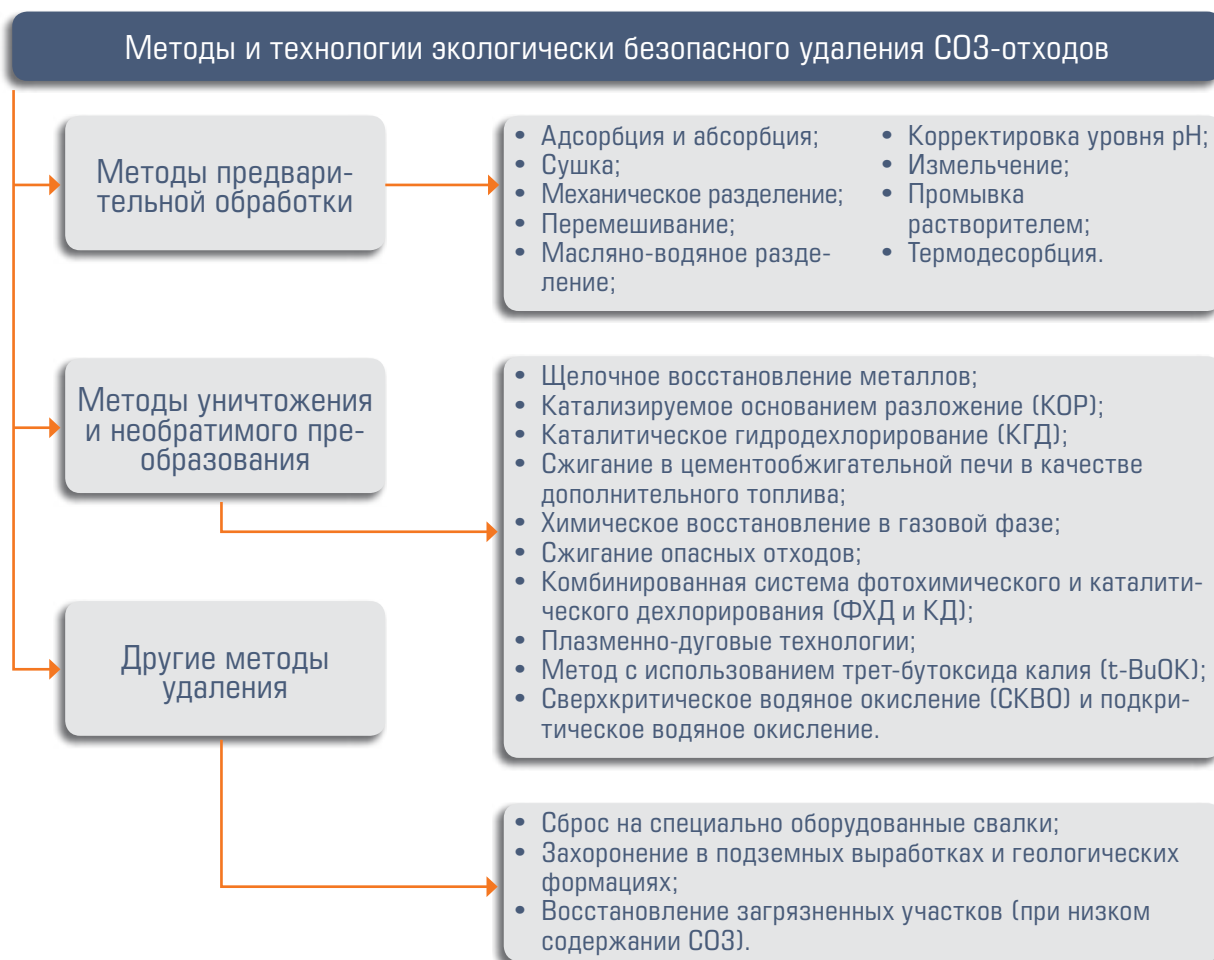 Методы и технологии экологически безопасного удаления СОЗ-отходов
Методы предвари-
тельной обработки
• Адсорбция и абсорбция;
• Сушка;
• Механическое разделение;
• Перемешивание;
• Масляно-водяное разде-
ление;
• Корректировка уровня pH;
• Измельчение;
• Промывка
растворителем;
• Термодесорбция.
Методы уничтожения
и необратимого пре-
образования
• Щелочное восстановление металлов;
• Катализируемое основанием разложение (КОР);
• Каталитическое гидродехлорирование (КГД);
• Сжигание в цементообжигательной печи в качестве
дополнительного топлива;
• Химическое восстановление в газовой фазе;
• Сжигание опасных отходов;
• Комбинированная система фотохимического и каталити-
ческого дехлорирования (ФХД и КД);
• Плазменно-дуговые технологии;
• Метод с использованием трет-бутоксида калия (t-BuOK);
• Сверхкритическое водяное окисление (СКВО) и подкри-
тическое водяное окисление.
Другие методы
удаления
• Сброс на специально оборудованные свалки;
• Захоронение в подземных выработках и геологических
формациях;
• Восстановление загрязненных участков (при низком
содержании СОЗ).